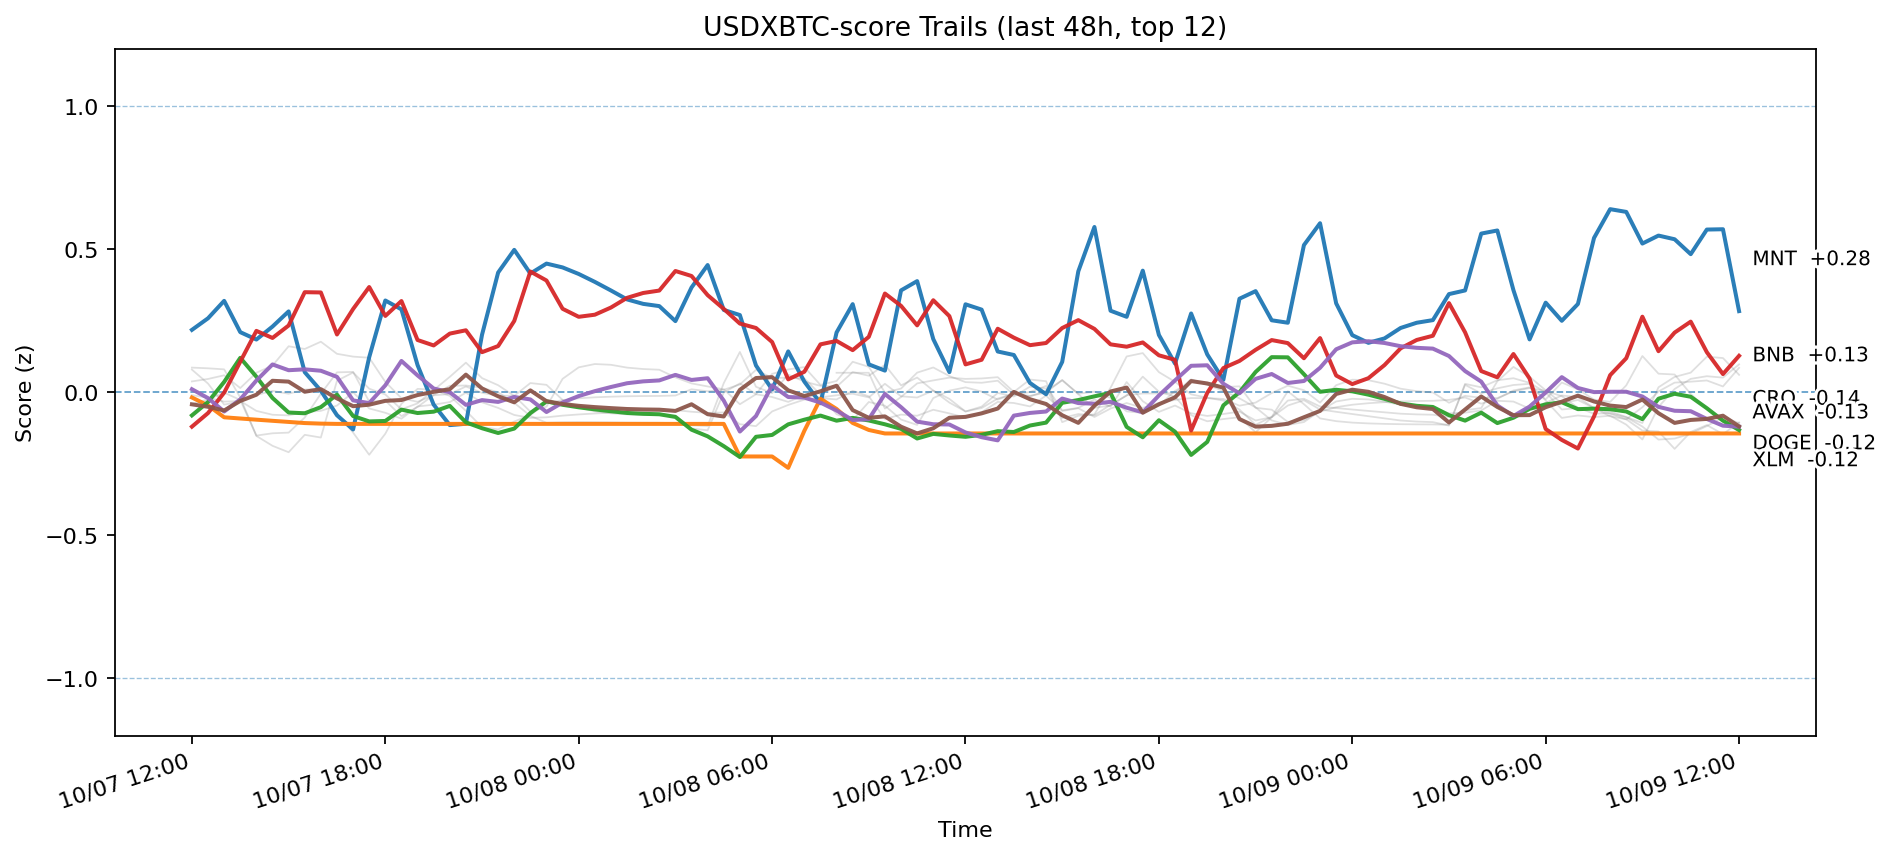 USDXBTC-score Trails (last 48h, top 12)
Score (z)
1.0
0.5
0.0
−0.5
−1.0
MNT +0.28
BNB +0.13
CRO -0.14
AVAX -0.13
DOGE -0.12
XLM -0.12
10/07 12:00
10/07 18:00
10/08 00:00
10/08 06:00
10/08 12:00
10/08 18:00
10/09 00:00
10/09 06:00
10/09 12:00
Time